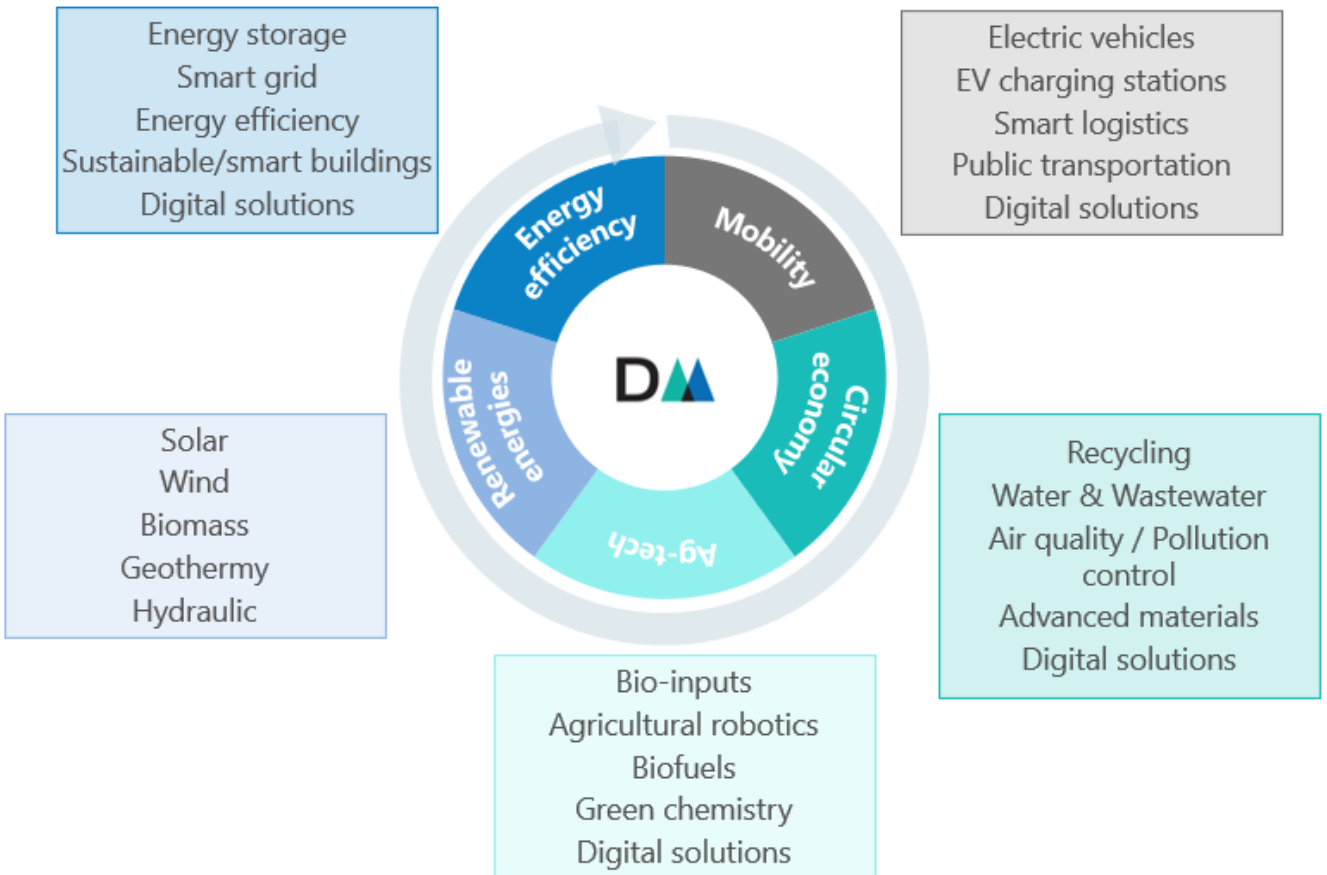 Energy storage
Smart grid
Energy efficiency
Sustainable/smart buildings
Digital solutions
Electric vehicles
EV charging stations
Smart logistics
Public transportation
Digital solutions
Energy
efficiency
Mobility
Renewable
energies
Circular
economy
Ag-tech
D
Solar
Wind
Biomass
Geothermy
Hydraulic
Recycling
Water & Wastewater
Air quality / Pollution
control
Advanced materials
Digital solutions
Bio-inputs
Agricultural robotics
Biofuels
Green chemistry
Digital solutions